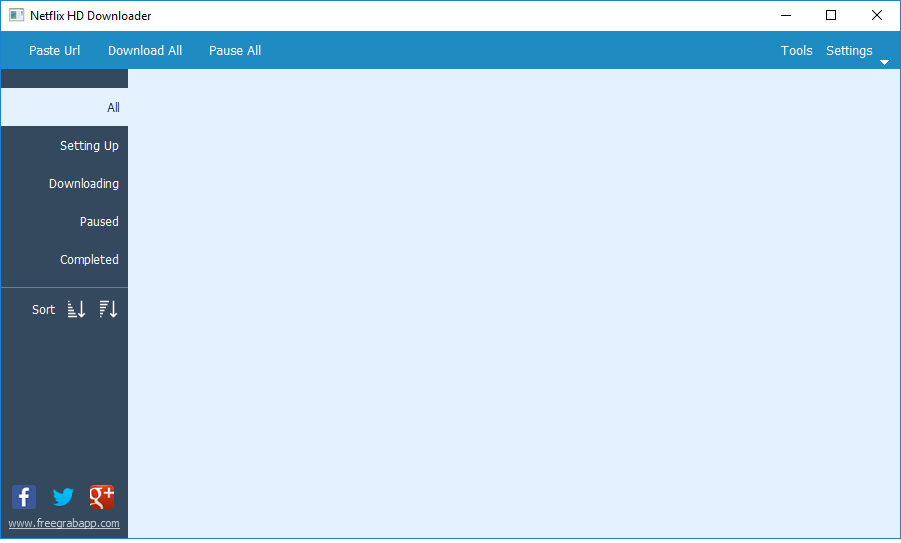 Netflix HD Downloader
Paste Url Download All Pause All Tools Settings
All
Setting Up
Downloading
Paused
Completed
Sort
f g+
www.freegrabapp.com